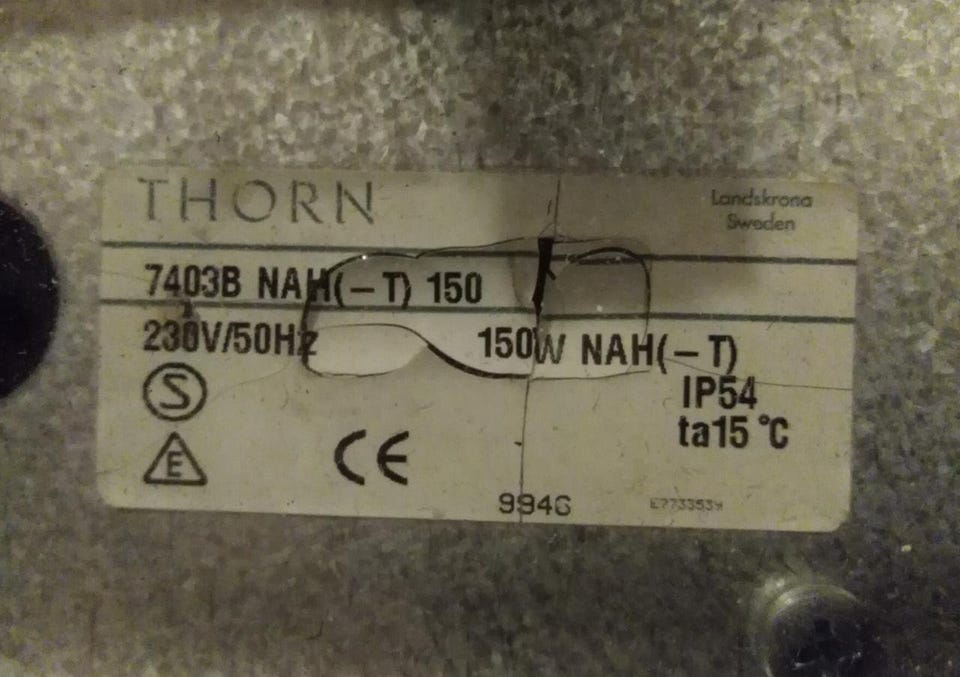 THORN
Landskrona
Sweden
7403B NAH(-T) 150
230V/50Hz
150W NAH(-T)
IP54
ta15°C
S
E
CE
9946